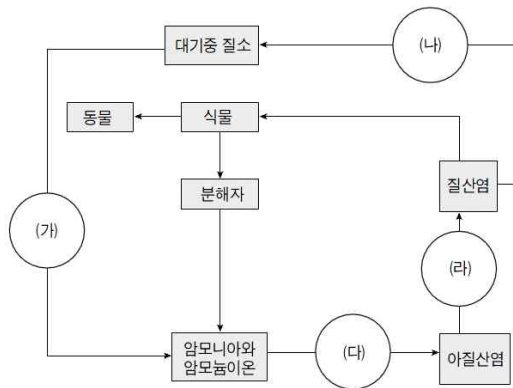 대기중 질소
(나)
동물
식물
분해자
질산염
(가)
(라)
암모니아와
암모늄이온
(다)
아질산염